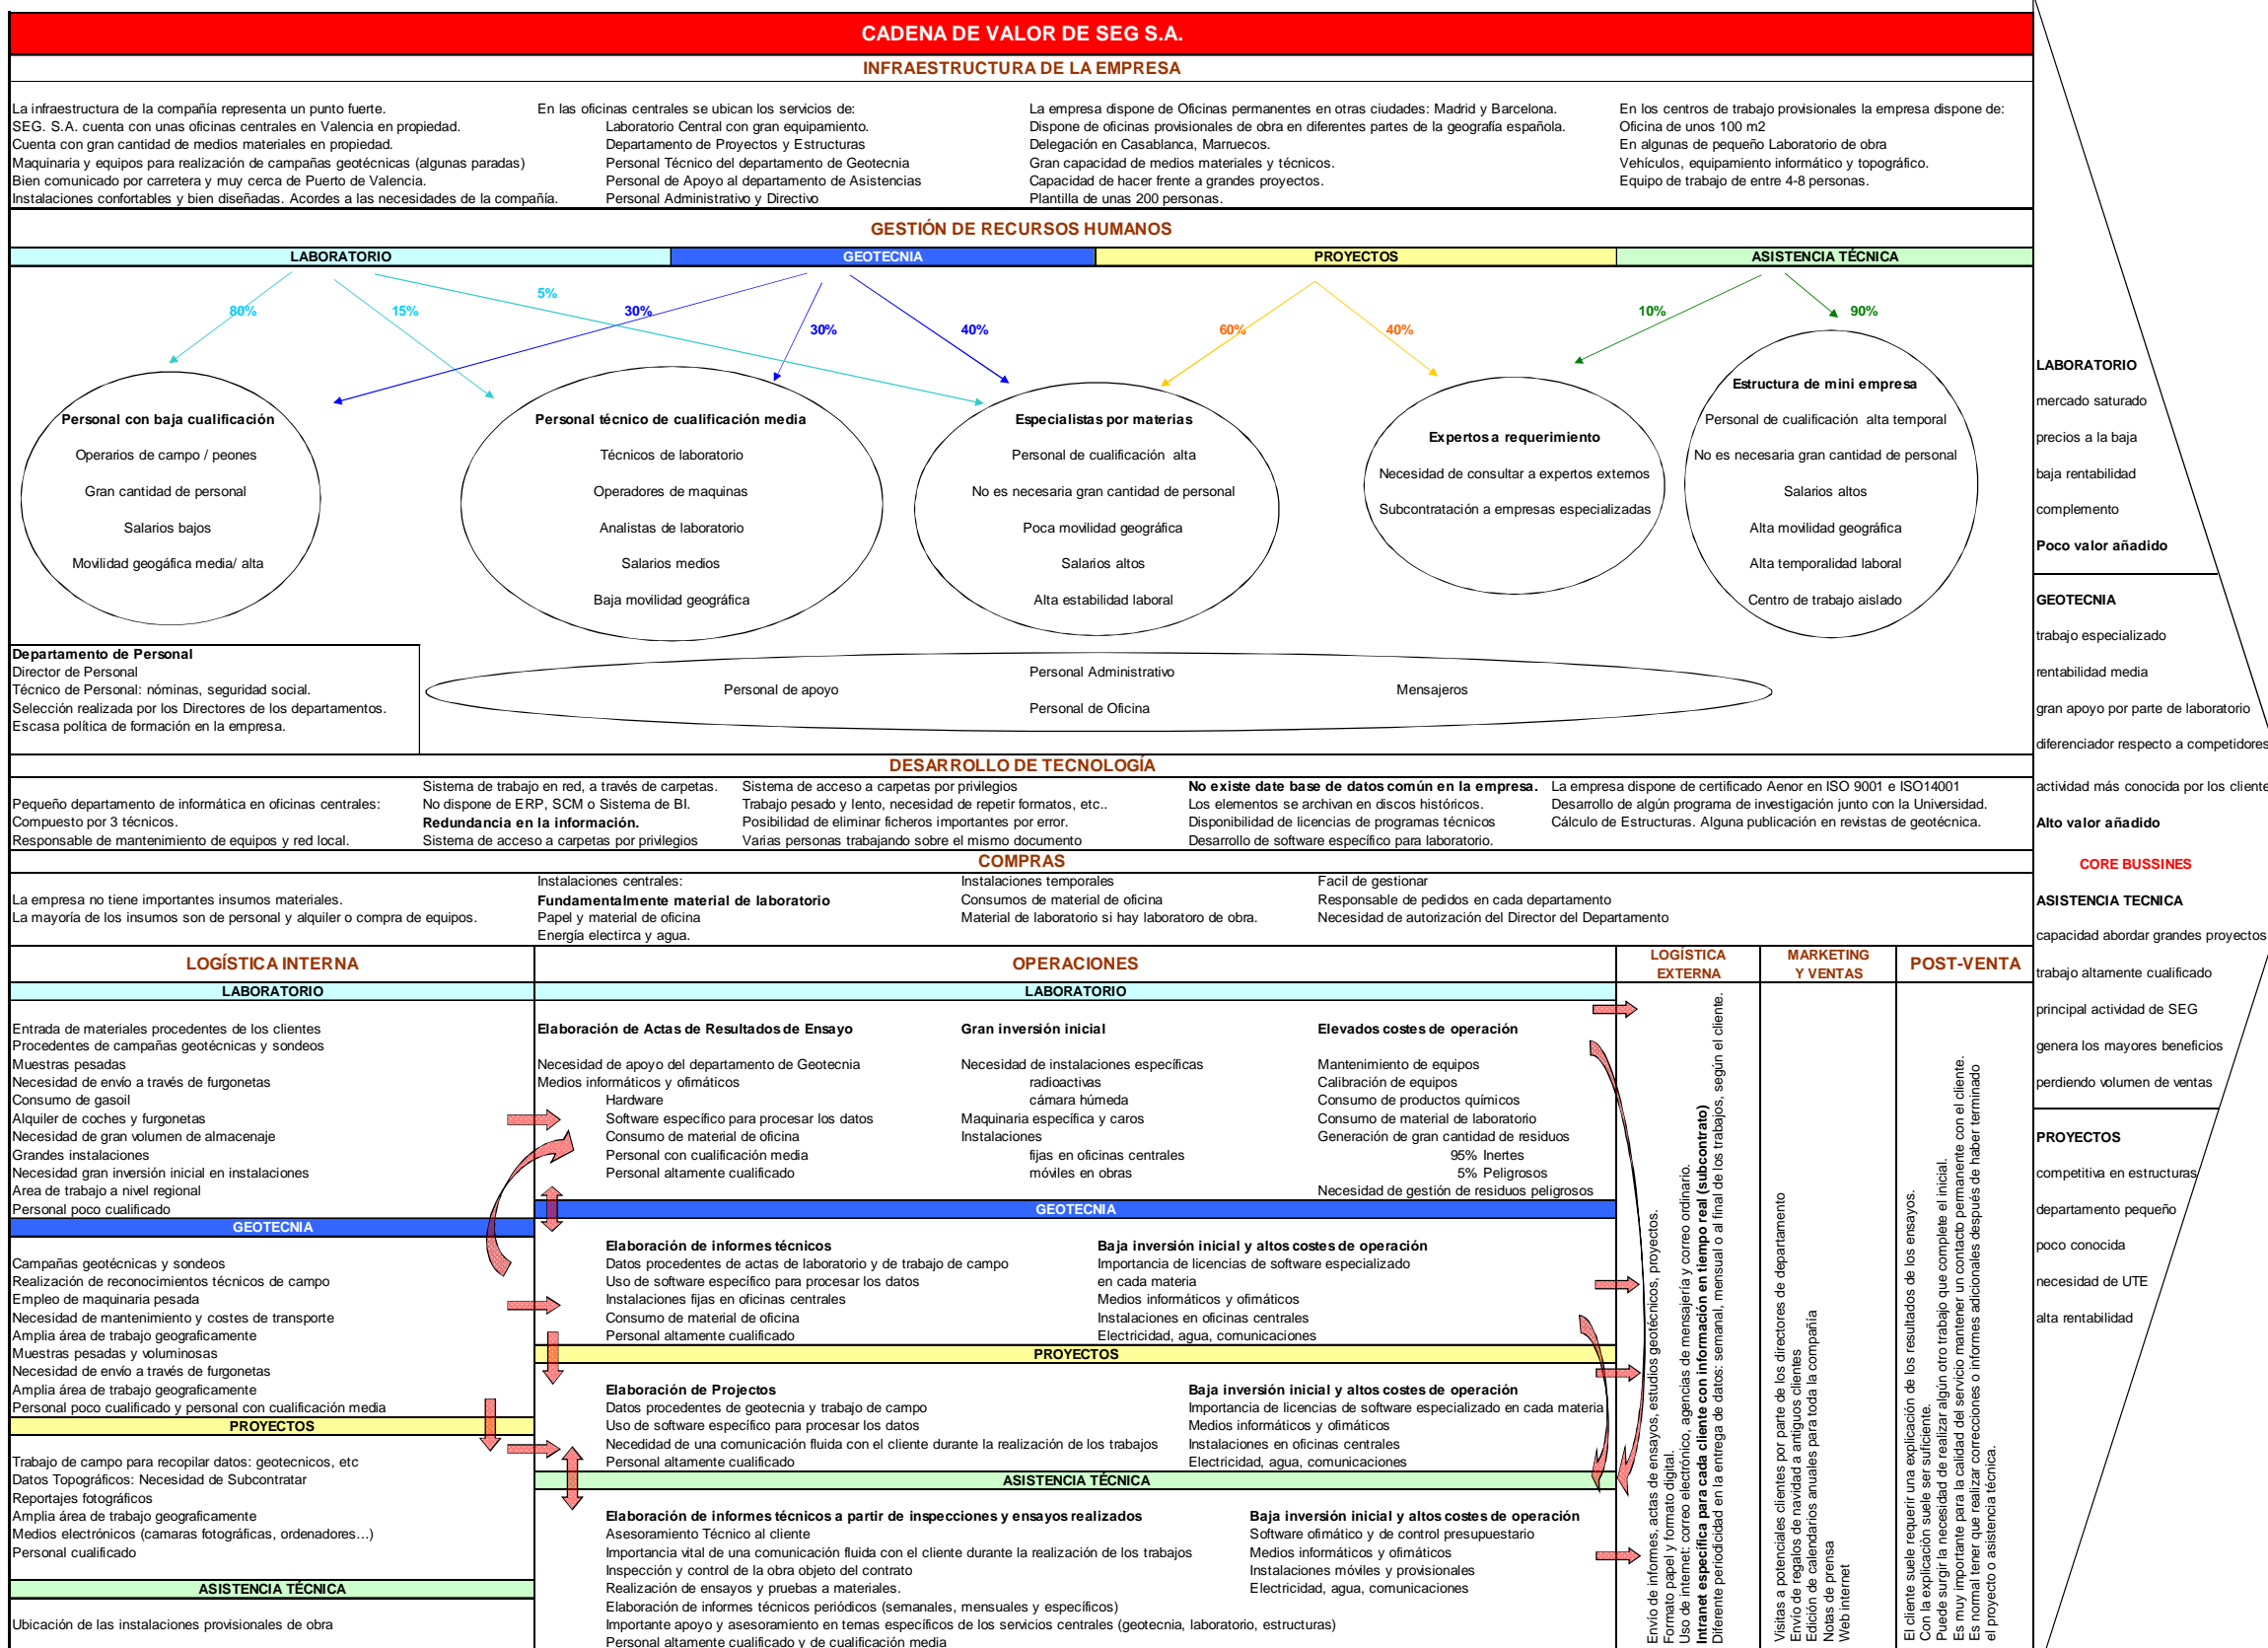 CADENA DE VALOR DE SEG S.A.
INFRAESTRUCTURA DE LA EMPRESA
La infraestructura de la compañía representa un punto fuerte.
SEG. S.A. cuenta con unas oficinas centrales en Valencia en propiedad.
Cuenta con gran cantidad de medios materiales en propiedad.
Maquinaria y equipos para realización de campañas geotécnicas (algunas paradas)
Bien comunicado por carretera y muy cerca de Puerto de Valencia.
Instalaciones confortables y bien diseñadas. Acordes a las necesidades de la compañía.
En las oficinas centrales se ubican los servicios de:
Laboratorio Central con gran equipamiento.
Departamento de Proyectos y Estructuras
Personal Técnico del departamento de Geotecnia
Personal de Apoyo al departamento de Asistencias
Personal Administrativo y Directivo
La empresa dispone de Oficinas permanentes en otras ciudades: Madrid y Barcelona.
Dispone de oficinas provisionales de obra en diferentes partes de la geografía española.
Delegación en Casablanca, Marruecos.
Gran capacidad de medios materiales y técnicos.
Capacidad de hacer frente a grandes proyectos.
Plantilla de unas 200 personas.
En los centros de trabajo provisionales la empresa dispone de:
Oficina de unos 100 m2
En algunas de pequeño Laboratorio de obra
Vehículos, equipamiento informático y topográfico.
Equipo de trabajo de entre 4-8 personas.
GESTIÓN DE RECURSOS HUMANOS
LABORATORIO
GEOTECNIA
PROYECTOS
ASISTENCIA TÉCNICA
80%
15%
5%
30%
30%
40%
60%
40%
10%
90%
Personal con baja cualificación
Operarios de campo / peones
Gran cantidad de personal
Salarios bajos
Movilidad geogáfica media/ alta
Personal técnico de cualificación media
Técnicos de laboratorio
Operadores de maquinas
Analistas de laboratorio
Salarios medios
Baja movilidad geográfica
Especialistas por materias
Personal de cualificación alta
No es necesaria gran cantidad de personal
Poca movilidad geográfica
Salarios altos
Alta estabilidad laboral
Expertos a requerimiento
Necesidad de consultar a expertos externos
Subcontratación a empresas especializadas
Estructura de mini empresa
Personal de cualificación alta temporal
No es necesaria gran cantidad de personal
Salarios altos
Alta movilidad geográfica
Alta temporalidad laboral
Centro de trabajo aislado
Departamento de Personal
Director de Personal
Técnico de Personal: nóminas, seguridad social.
Selección realizada por los Directores de los departamentos.
Escasa política de formación en la empresa.
Personal de apoyo
Personal Administrativo
Personal de Oficina
Mensajeros
DESARROLLO DE TECNOLOGÍA
Pequeño departamento de informática en oficinas centrales:
Compuesto por 3 técnicos.
Responsable de mantenimiento de equipos y red local.
Sistema de trabajo en red, a través de carpetas.
No dispone de ERP, SCM o Sistema de BI.
Redundancia en la información.
Sistema de acceso a carpetas por privilegios
Sistema de acceso a carpetas por privilegios
Trabajo pesado y lento, necesidad de repetir formatos, etc..
Posibilidad de eliminar ficheros importantes por error.
Varias personas trabajando sobre el mismo documento
No existe date base de datos común en la empresa.
Los elementos se archivan en discos históricos.
Disponibilidad de licencias de programas técnicos
Desarrollo de software específico para laboratorio.
La empresa dispone de certificado Aenor en ISO 9001 e ISO14001
Desarrollo de algún programa de investigación junto con la Universidad.
Cálculo de Estructuras. Alguna publicación en revistas de geotécnica.
COMPRAS
La empresa no tiene importantes insumos materiales.
La mayoría de los insumos son de personal y alquiler o compra de equipos.
Instalaciones centrales:
Fundamentalmente material de laboratorio
Papel y material de oficina
Energía electirca y agua.
Instalaciones temporales
Consumos de material de oficina
Material de laboratorio si hay laboratoro de obra.
Facil de gestionar
Responsable de pedidos en cada departamento
Necesidad de autorización del Director del Departamento
LOGÍSTICA INTERNA
LABORATORIO
Entrada de materiales procedentes de los clientes
Procedentes de campañas geotécnicas y sondeos
Muestras pesadas
Necesidad de envío a través de furgonetas
Consumo de gasoil
Alquiler de coches y furgonetas
Necesidad de gran volumen de almacenaje
Grandes instalaciones
Necesidad gran inversión inicial en instalaciones
Area de trabajo a nivel regional
Personal poco cualificado
GEOTECNIA
Campañas geotécnicas y sondeos
Realización de reconocimientos técnicos de campo
Empleo de maquinaria pesada
Necesidad de mantenimiento y costes de transporte
Amplia área de trabajo geograficamente
Muestras pesadas y voluminosas
Necesidad de envío a través de furgonetas
Amplia área de trabajo geograficamente
Personal poco cualificado y personal con cualificación media
PROYECTOS
Trabajo de campo para recopilar datos: geotecnicos, etc
Datos Topográficos: Necesidad de Subcontratar
Reportajes fotográficos
Amplia área de trabajo geograficamente
Medios electrónicos (camaras fotográficas, ordenadores…)
Personal cualificado
ASISTENCIA TÉCNICA
Ubicación de las instalaciones provisionales de obra
OPERACIONES
LABORATORIO
Elaboración de Actas de Resultados de Ensayo
Necesidad de apoyo del departamento de Geotecnia
Medios informáticos y ofimáticos
Hardware
Software específico para procesar los datos
Consumo de material de oficina
Personal con cualificación media
Personal altamente cualificado
Gran inversión inicial
Necesidad de instalaciones específicas
radioactivas
cámara húmeda
Maquinaria específica y caros
Instalaciones
fijas en oficinas centrales
móviles en obras
Elevados costes de operación
Mantenimiento de equipos
Calibración de equipos
Consumo de productos químicos
Consumo de material de laboratorio
Generación de gran cantidad de residuos
95% Inertes
5% Peligrosos
Necesidad de gestión de residuos peligrosos
GEOTECNIA
Elaboración de informes técnicos
Datos procedentes de actas de laboratorio y de trabajo de campo
Uso de software específico para procesar los datos
Instalaciones fijas en oficinas centrales
Consumo de material de oficina
Personal altamente cualificado
Baja inversión inicial y altos costes de operación
Importancia de licencias de software especializado
en cada materia
Medios informáticos y ofimáticos
Instalaciones en oficinas centrales
Electricidad, agua, comunicaciones
PROYECTOS
Elaboración de Projectos
Datos procedentes de geotecnia y trabajo de campo
Uso de software específico para procesar los datos
Necedidad de una comunicación fluida con el cliente durante la realización de los trabajos
Personal altamente cualificado
Baja inversión inicial y altos costes de operación
Importancia de licencias de software especializado en cada materia
Medios informáticos y ofimáticos
Instalaciones en oficinas centrales
Electricidad, agua, comunicaciones
ASISTENCIA TÉCNICA
Elaboración de informes técnicos a partir de inspecciones y ensayos realizados
Asesoramiento Técnico al cliente
Importancia vital de una comunicación fluida con el cliente durante la realización de los trabajos
Inspección y control de la obra objeto del contrato
Realización de ensayos y pruebas a materiales.
Elaboración de informes técnicos periódicos (semanales, mensuales y específicos)
Importante apoyo y asesoramiento en temas específicos de los servicios centrales (geotecnia, laboratorio, estructuras)
Personal altamente cualificado y de cualificación media
Baja inversión inicial y altos costes de operación
Software ofimático y de control presupuestario
Medios informáticos y ofimáticos
Instalaciones móviles y provisionales
Electricidad, agua, comunicaciones
LOGÍSTICA
EXTERNA
Envío de informes, actas de ensayos, estudios geotécnicos, proyectos.
Formato papel y formato digital.
Uso de internet: correo electrónico, agencias de mensajería y correo ordinario.
Intranet específica para cada cliente con información en tiempo real (subcontrato)
Diferente periodicidad en la entrega de datos: semanal, mensual o al final de los trabajos, según el cliente.
MARKETING
Y VENTAS
Visitas a potenciales clientes por parte de los directores de departamento
Envío de regalos de navidad a antiguos clientes
Edición de calendarios anuales para toda la compañía
Notas de prensa
Web internet
POST-VENTA
El cliente suele requerir una explicación de los resultados de los ensayos.
Con la explicación suele ser suficiente.
Puede surgir la necesidad de realizar algún otro trabajo que complete el inicial.
Es muy importante para la calidad del servicio mantener un contacto permanente con el cliente.
Es normal tener que realizar correcciones o informes adicionales después de haber terminado
el proyecto o asistencia técnica.
LABORATORIO
mercado saturado
precios a la baja
baja rentabilidad
complemento
Poco valor añadido
GEOTECNIA
trabajo especializado
rentabilidad media
gran apoyo por parte de laboratorio
diferenciador respecto a competidores
actividad más conocida por los cliente
Alto valor añadido
CORE BUSSINES
ASISTENCIA TECNICA
capacidad abordar grandes proyectos
trabajo altamente cualificado
principal actividad de SEG
genera los mayores beneficios
perdiendo volumen de ventas
PROYECTOS
competitiva en estructuras
departamento pequeño
poco conocida
necesidad de UTE
alta rentabilidad